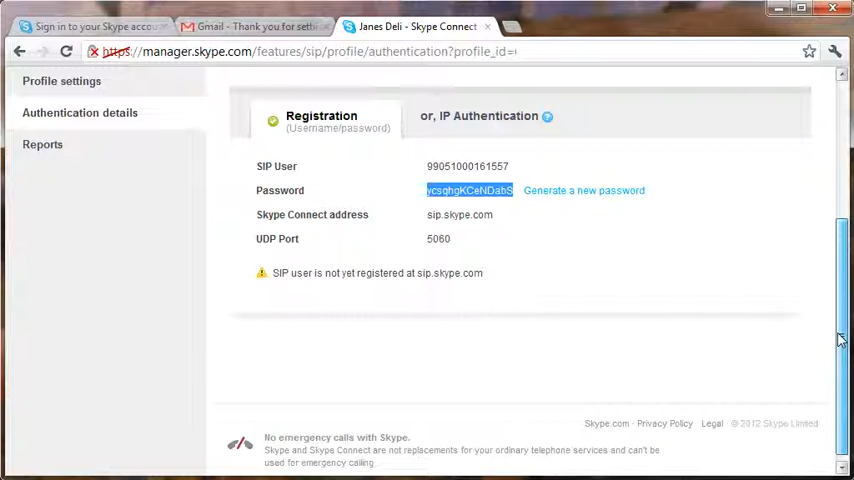 Sign in to your Skype accou
Gmail - Thank you for setti
Janes Deli - Skype Connect
https://manager.skype.com/features/sip/profile/authentication?profile_id=
Profile settings
Authentication details
Reports
Registration
(Username/password)
or, IP Authentication ?
SIP User 99051000161557
Password ycsqhgKCeNDabS Generate a new password
Skype Connect address sip.skype.com
UDP Port 5060
SIP user is not yet registered at sip.skype.com
Skype.com · Privacy Policy · Legal · © 2012 Skype Limited
No emergency calls with Skype.
Skype and Skype Connect are not replacements for your ordinary telephone services and can't be
used for emergency calling